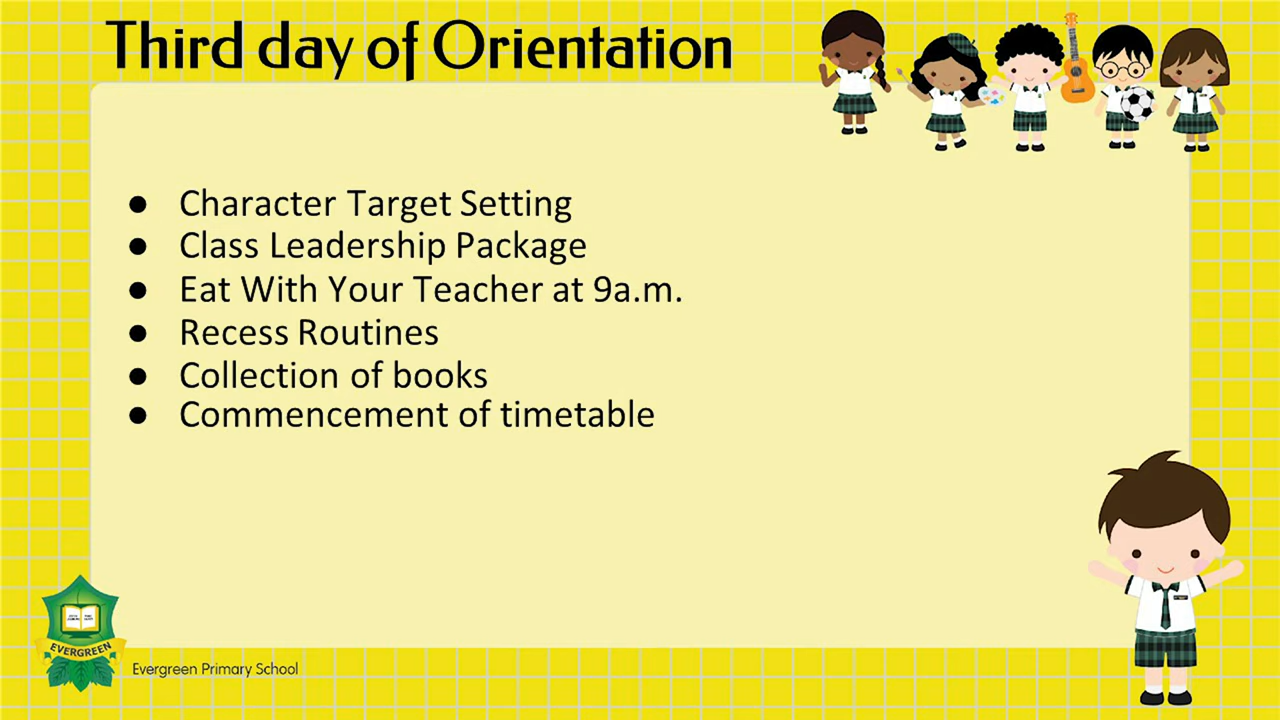 Third day of Orientation
● Character Target Setting
● Class Leadership Package
● Eat With Your Teacher at 9a.m.
● Recess Routines
● Collection of books
● Commencement of timetable
EVERGREEN
Evergreen Primary School